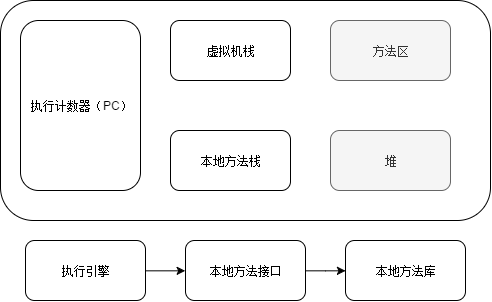 虚拟机栈
方法区
执行计数器（PC）
本地方法栈
堆
执行引擎
本地方法接口
本地方法库